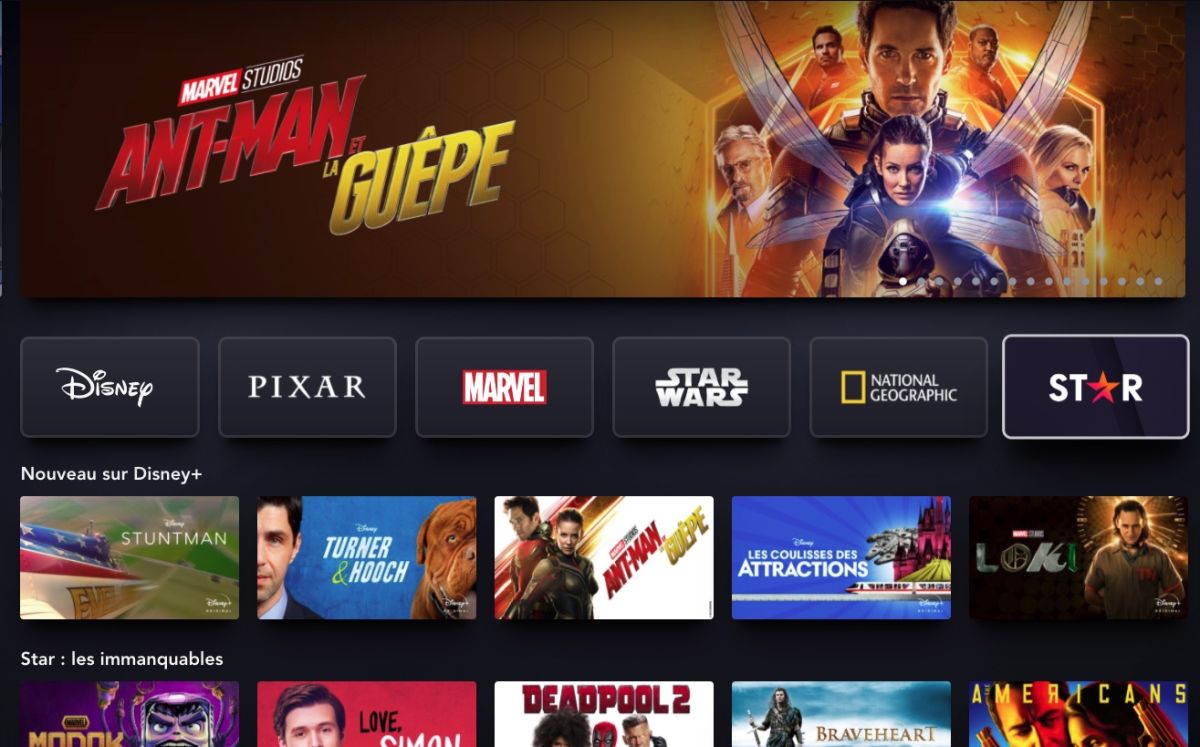 MARVEL STUDIOS
ANT-MAN
ET
LA GUÊPE
Disney
PIXAR
MARVEL
STAR
WARS
NATIONAL
GEOGRAPHIC
STAR
Nouveau sur Disney+
Disney
STUNTMAN
Disney+
ORIGINAL
Disney
TURNER
& HOOCH
Disney+
ORIGINAL
MARVEL STUDIOS
ANT-MAN
ET LA GUÊPE
Disney
LES COULISSES DES
ATTRACTIONS
Disney+
ORIGINAL
MARVEL STUDIOS
LOKI
Disney+
ORIGINAL
Star : les immanquables
MARVEL
MODOK
LOVE,
SIMON
DEADPOOL 2
BRAVEHEART
THE
AMERICANS